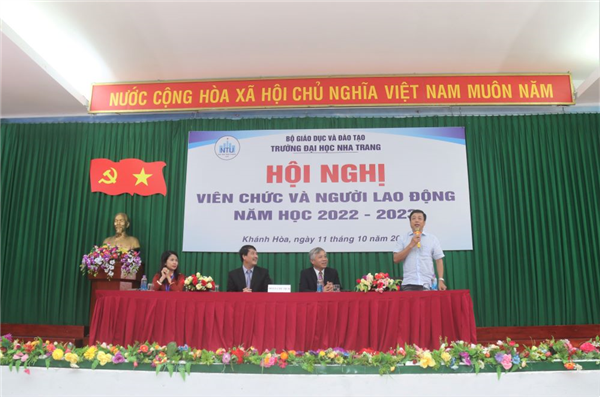 NƯỚC CỘNG HÒA XÃ HỘI CHỦ NGHĨA VIỆT NAM MUÔN NĂM
BỘ GIÁO DỤC VÀ ĐÀO TẠO
TRƯỜNG ĐẠI HỌC NHA TRANG
NTU
HỘI NGHỊ
VIÊN CHỨC VÀ NGƯỜI LAO ĐỘNG
NĂM HỌC 2022 - 2023
Khánh Hòa, ngày 11 tháng 10 năm